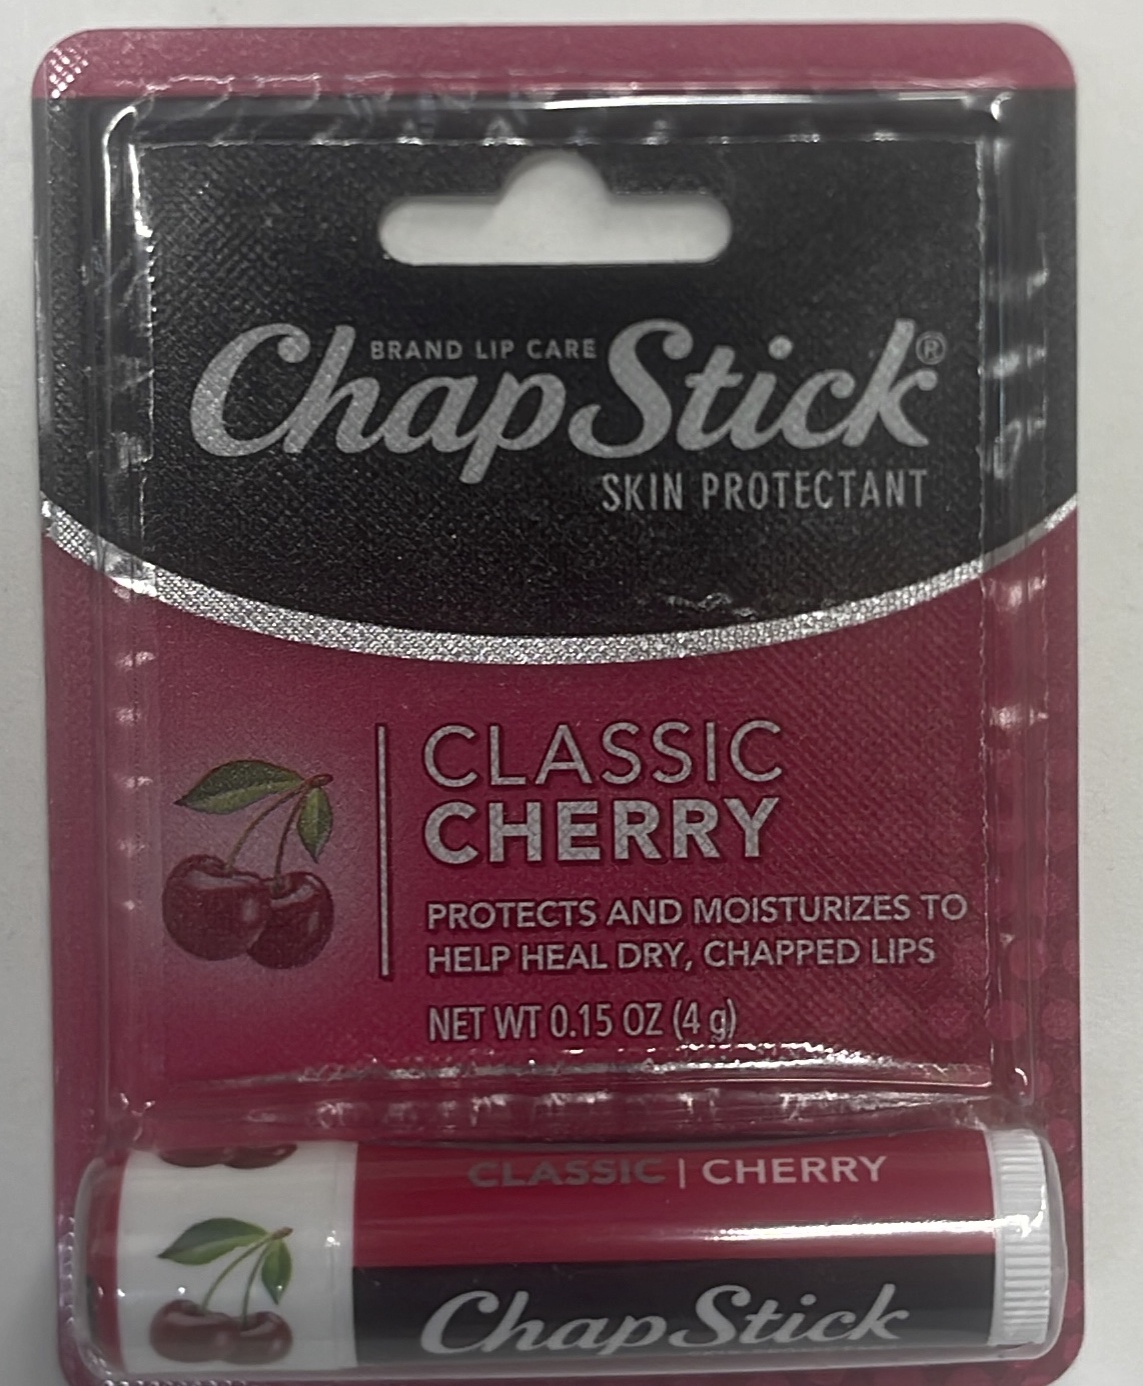 BRAND LIP CARE
ChapStick®
SKIN PROTECTANT
CLASSIC
CHERRY
PROTECTS AND MOISTURIZES TO
HELP HEAL DRY, CHAPPED LIPS
NET WT 0.15 OZ (4 g)
CLASSIC | CHERRY
ChapStick